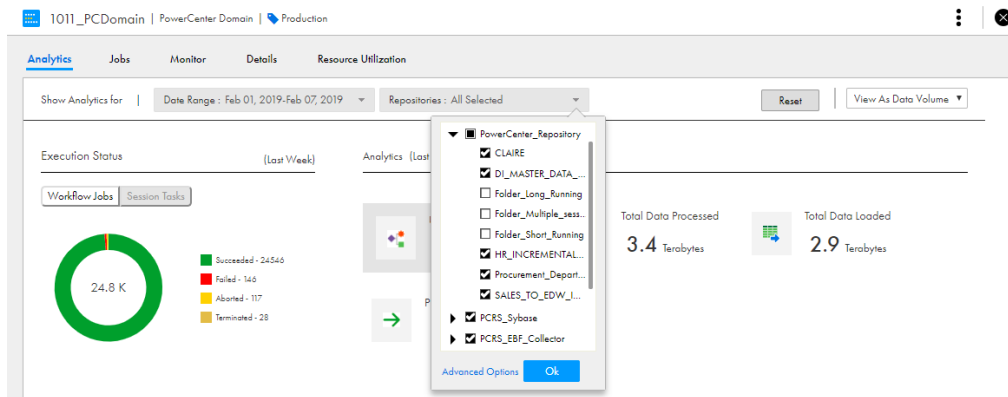 1011_PCDomain | PowerCenter Domain | Production
Analytics Jobs Monitor Details Resource Utilization
Show Analytics for | Date Range : Feb 01, 2019-Feb 07, 2019 Repositories : All Selected Reset View As Data Volume
Execution Status (Last Week) Analytics (Last
Workflow Jobs Session Tasks
24.8 K
Succeeded - 24546
Failed - 146
Aborted - 117
Terminated - 28
PowerCenter_Repository
CLAIRE
DI_MASTER_DATA_...
Folder_Long_Running
Folder_Multiple_sess..
Folder_Short_Running
HR_INCREMENTAL...
Procurement_Depart...
SALES_TO_EDW_I...
PCRS_Sybase
PCRS_EBF_Collector
Advanced Options Ok
Total Data Processed
3.4 Terabytes
Total Data Loaded
2.9 Terabytes